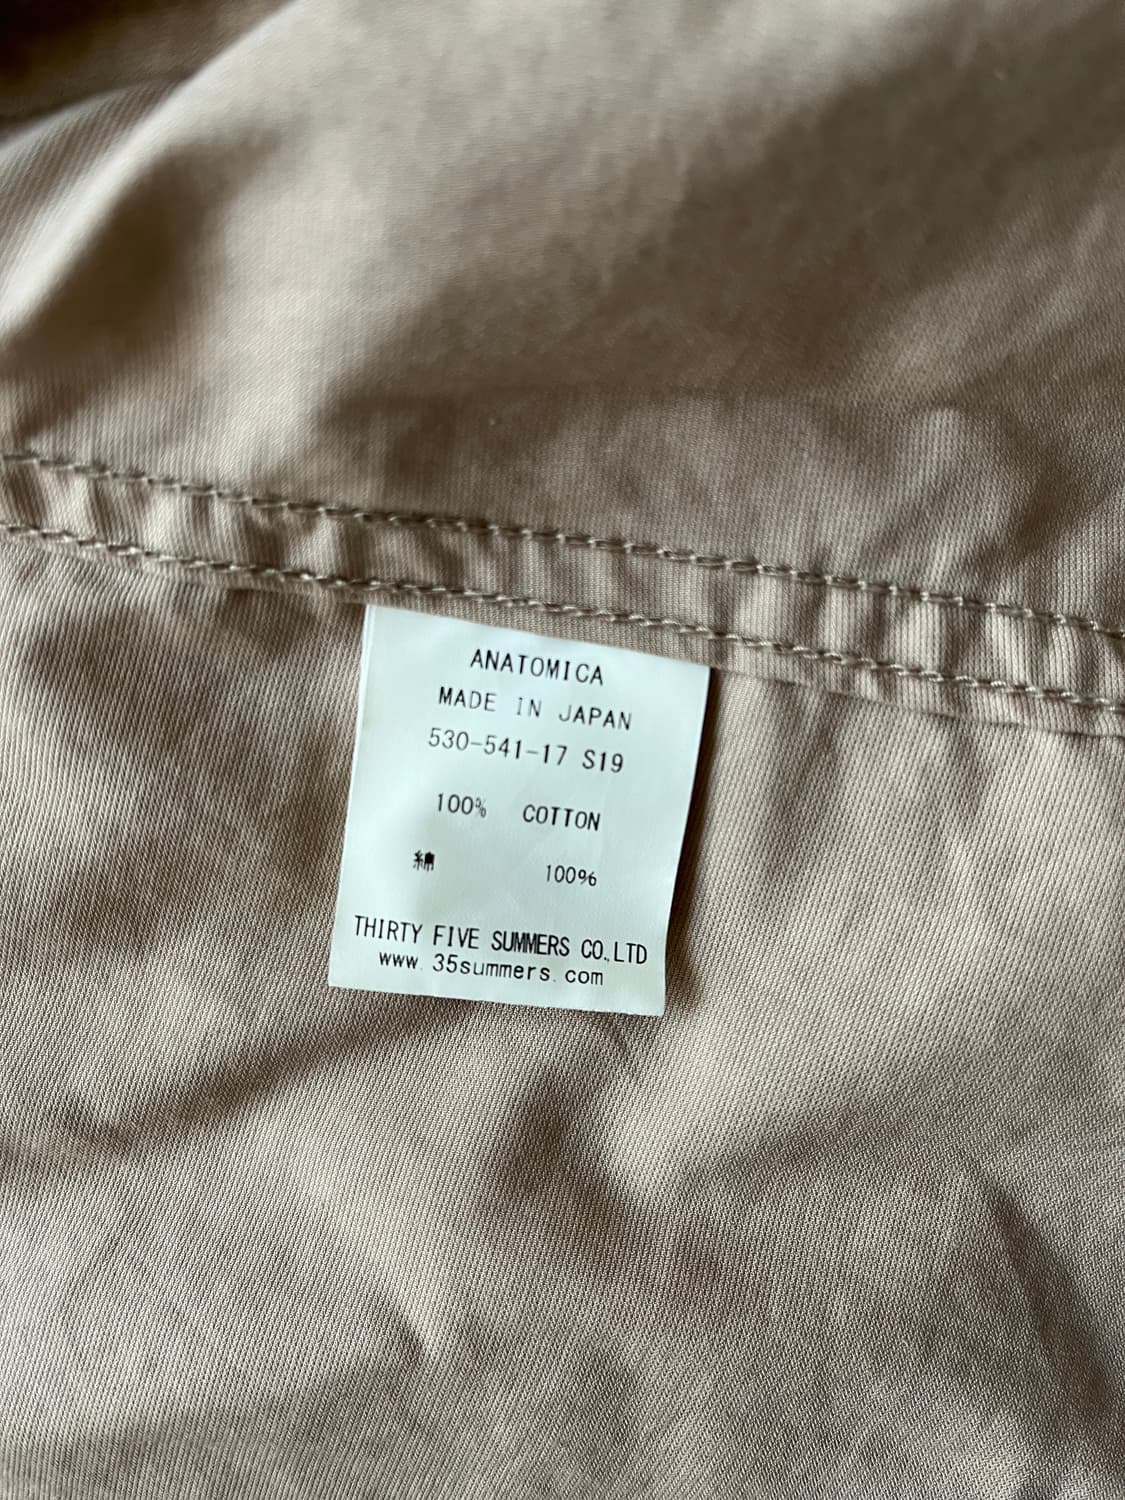 ANATOMICA
MADE IN JAPAN
530-541-17 S19
100% COTTON
綿 100%
THIRTY FIVE SUMMERS CO.,LTD
www.35summers.com